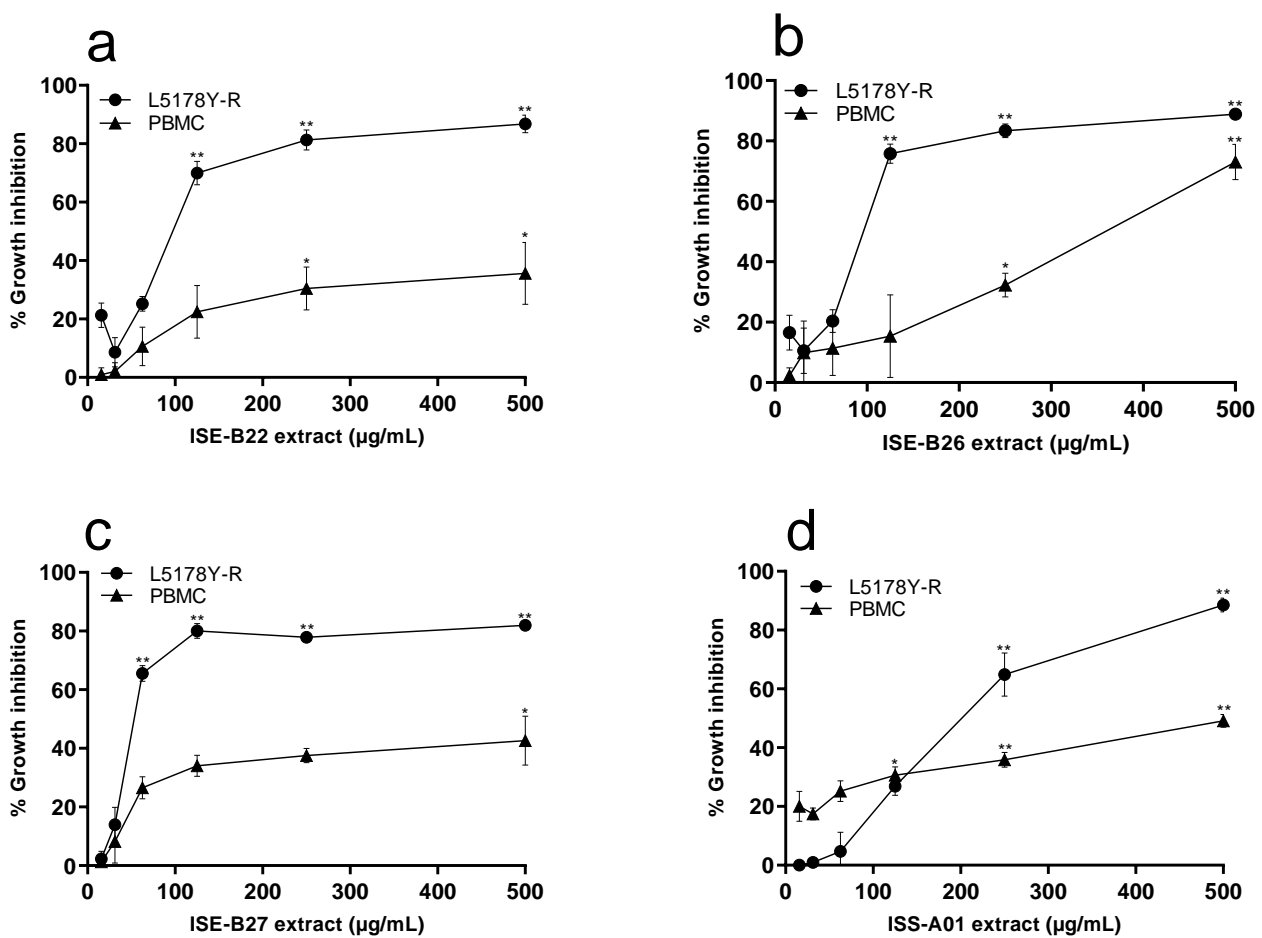 a
L5178Y-R
PBMC
% Growth inhibition
100
80
60
40
20
0
**
**
**
*
*
0 100 200 300 400 500
ISE-B22 extract (µg/mL)
b
L5178Y-R
PBMC
% Growth inhibition
100
80
60
40
20
0
**
**
**
**
*
0 100 200 300 400 500
ISE-B26 extract (µg/mL)
c
L5178Y-R
PBMC
% Growth inhibition
100
80
60
40
20
0
**
**
**
**
*
0 100 200 300 400 500
ISE-B27 extract (µg/mL)
d
L5178Y-R
PBMC
% Growth inhibition
100
80
60
40
20
0
**
**
**
**
*
0 100 200 300 400 500
ISS-A01 extract (µg/mL)